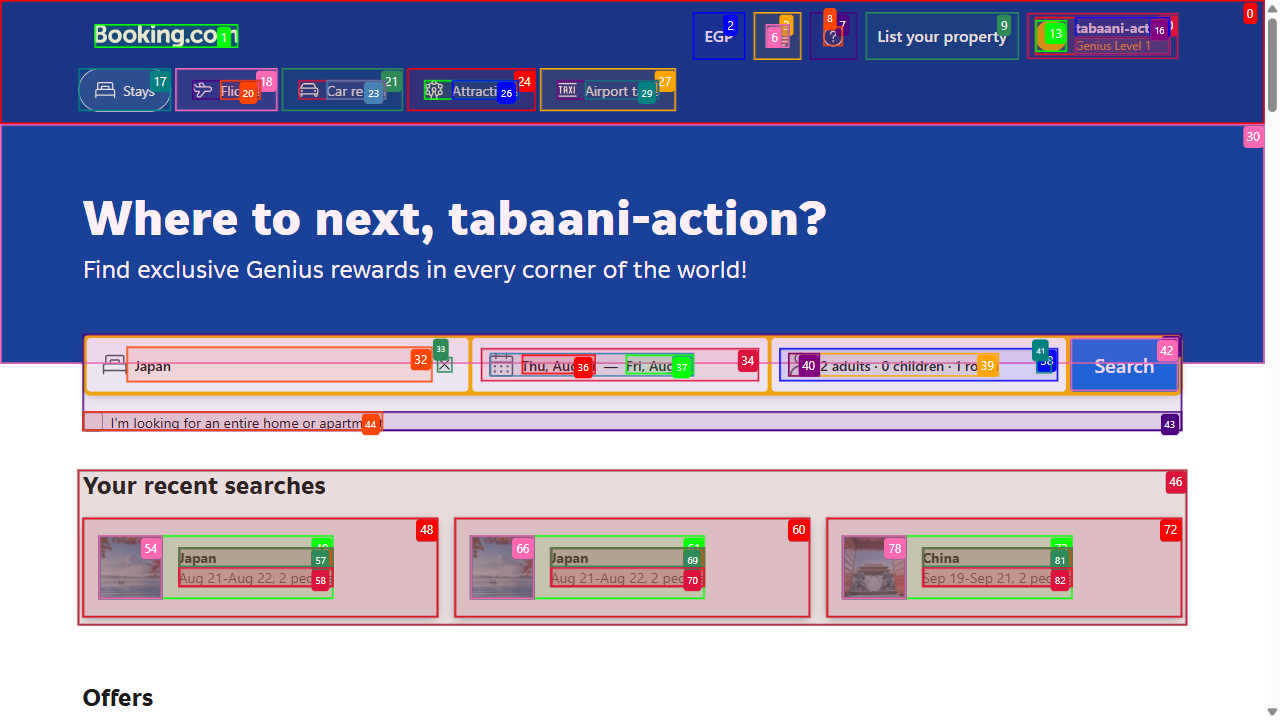 Booking.com
EGP
List your property
tabaani-act
Genius Level 1
Stays
Car re
Attracti
Airport t
Where to next, tabaani-action?
Find exclusive Genius rewards in every corner of the world!
Japan
Thu, Aug — Fri, Aug
2 adults · 0 children · 1 ro
Search
I'm looking for an entire home or apartment
Your recent searches
Japan
Aug 21-Aug 22, 2 peo
Japan
Aug 21-Aug 22, 2 peo
China
Sep 19-Sep 21, 2 peo
Offers
0
1
2
6
8
7
9
13
16
17
18
20
21
23
24
26
27
29
30
32
33
34
36
37
39
40
41
42
43
44
46
48
54
57
58
60
66
69
70
72
78
81
82